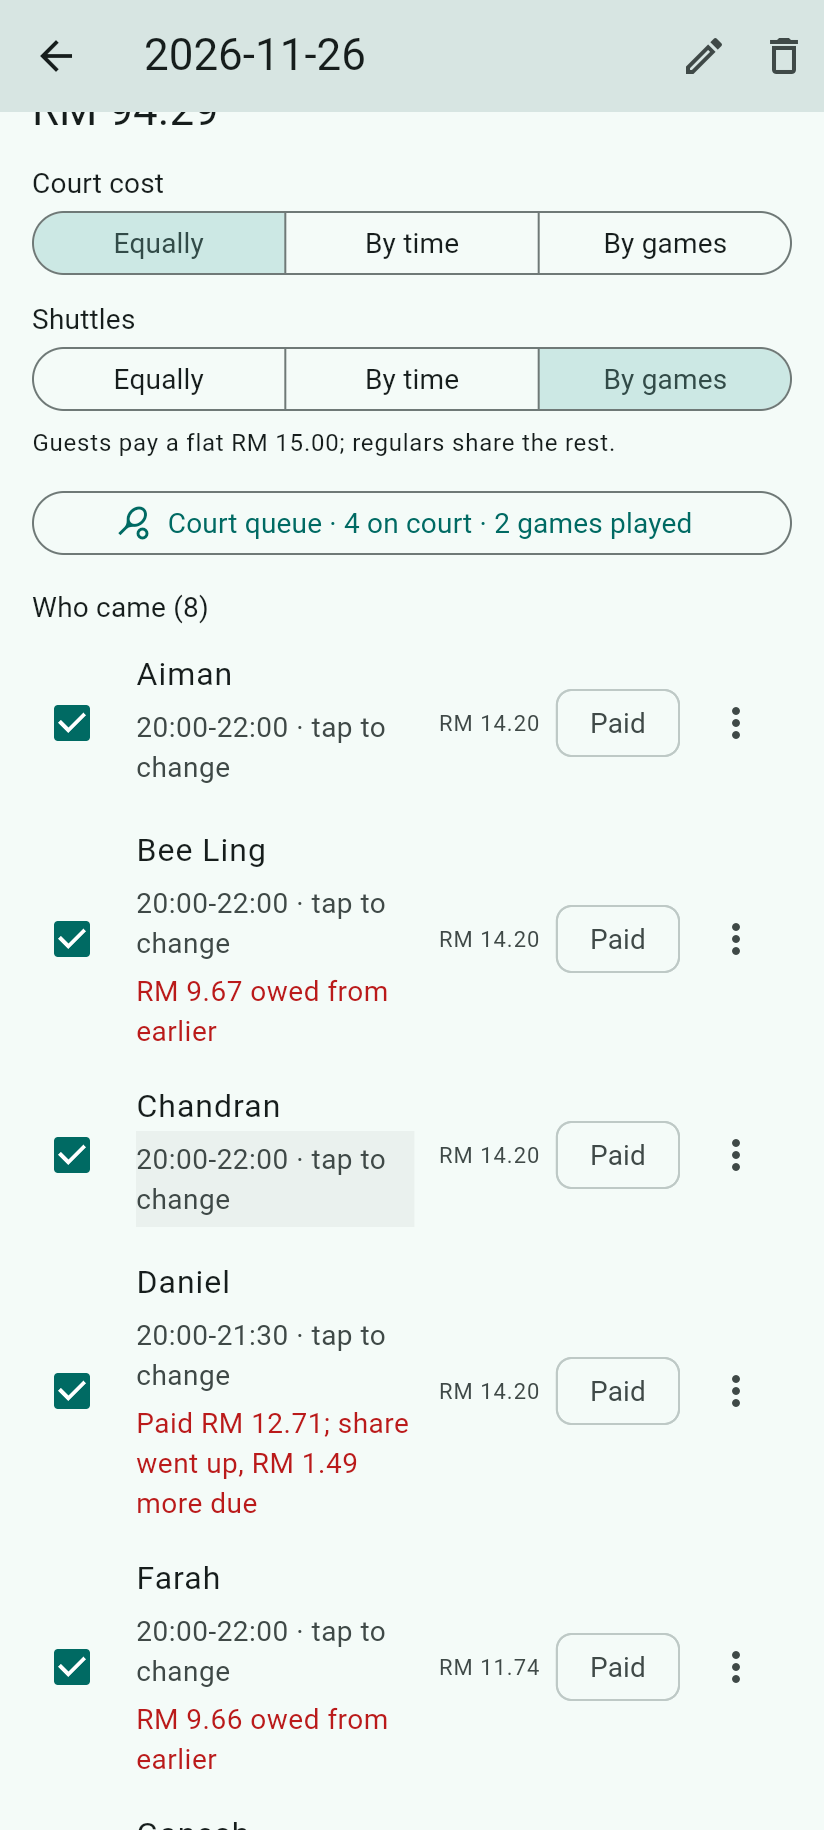 2026-11-26
RM 94.29
Court cost
Equally
By time
By games
Shuttles
Equally
By time
By games
Guests pay a flat RM 15.00; regulars share the rest.
Court queue · 4 on court · 2 games played
Who came (8)
Aiman
20:00-22:00 · tap to
change
RM 14.20
Paid
Bee Ling
20:00-22:00 · tap to
change
RM 9.67 owed from
earlier
RM 14.20
Paid
Chandran
20:00-22:00 · tap to
change
RM 14.20
Paid
Daniel
20:00-21:30 · tap to
change
Paid RM 12.71; share
went up, RM 1.49
more due
RM 14.20
Paid
Farah
20:00-22:00 · tap to
change
RM 9.66 owed from
earlier
RM 11.74
Paid